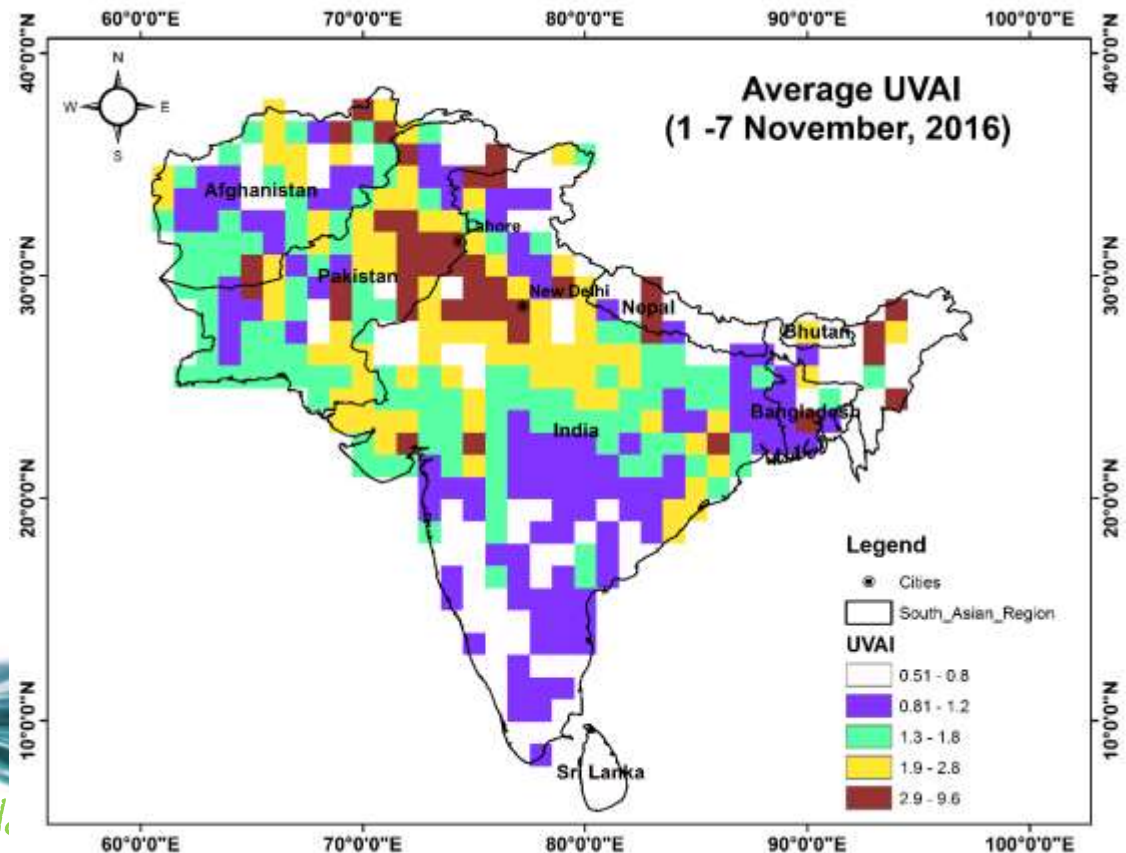 60°0'0"E 70°0'0"E 80°0'0"E 90°0'0"E 100°0'0"E
40°0'0"N 40°0'0"N
N
W E
S
Average UVAI
(1 -7 November, 2016)
Afghanistan
Lahore
Pakistan
30°0'0"N 30°0'0"N
New Delhi
Nepal
Bhutan
Bangladesh
India
20°0'0"N 20°0'0"N
Legend
Cities
South_Asian_Region
UVAI
0.51 - 0.8
0.81 - 1.2
10°0'0"N 10°0'0"N
1.3 - 1.8
Sri Lanka
1.9 - 2.8
2.9 - 9.6
60°0'0"E 70°0'0"E 80°0'0"E 90°0'0"E 100°0'0"E